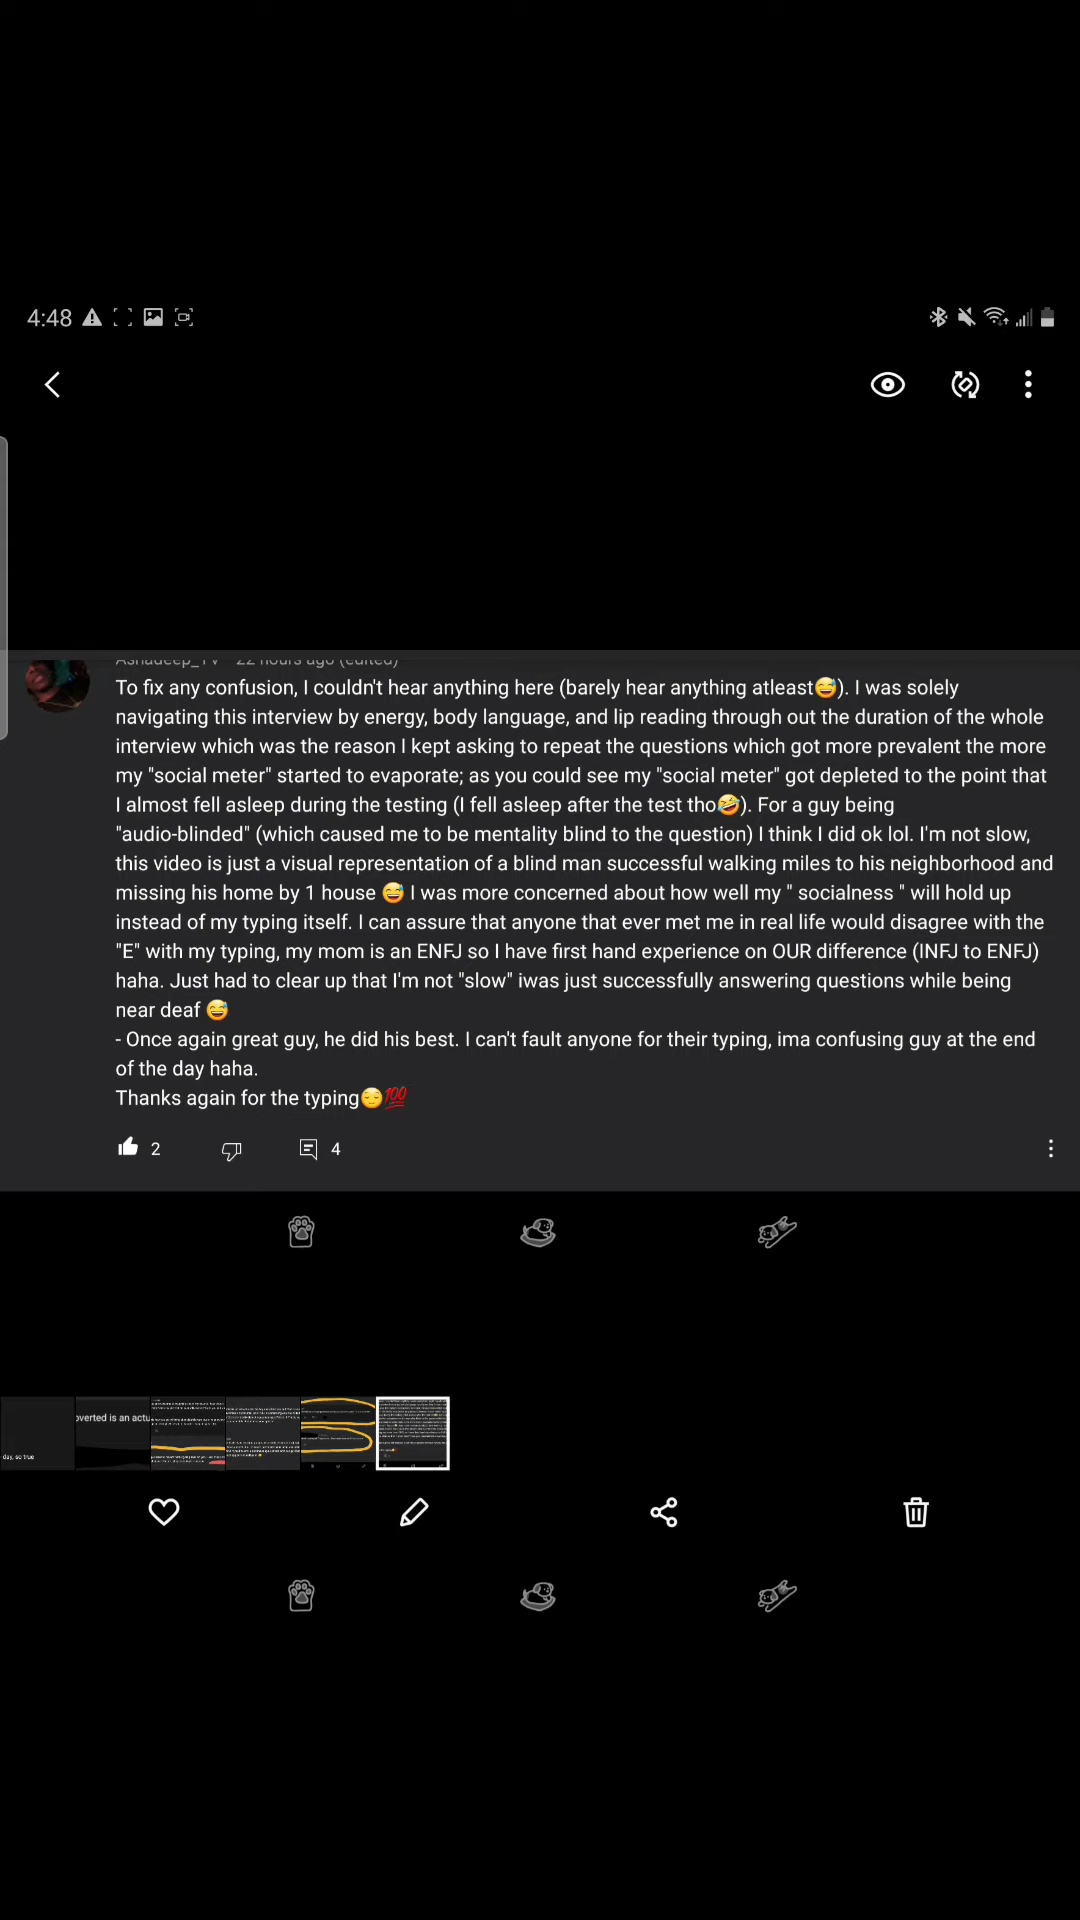 4:48
22 hours ago (edited)
To fix any confusion, I couldn't hear anything here (barely hear anything atleast😅). I was solely
navigating this interview by energy, body language, and lip reading through out the duration of the whole
interview which was the reason I kept asking to repeat the questions which got more prevalent the more
my "social meter" started to evaporate; as you could see my "social meter" got depleted to the point that
I almost fell asleep during the testing (I fell asleep after the test tho🤣). For a guy being
"audio-blinded" (which caused me to be mentality blind to the question) I think I did ok lol. I'm not slow,
this video is just a visual representation of a blind man successful walking miles to his neighborhood and
missing his home by 1 house 😅 I was more concerned about how well my " socialness " will hold up
instead of my typing itself. I can assure that anyone that ever met me in real life would disagree with the
"E" with my typing, my mom is an ENFJ so I have first hand experience on OUR difference (INFJ to ENFJ)
haha. Just had to clear up that I'm not "slow" iwas just successfully answering questions while being
near deaf 😅
- Once again great guy, he did his best. I can't fault anyone for their typing, ima confusing guy at the end
of the day haha.
Thanks again for the typing😌💯
2
4
day, so true
overted is an actu